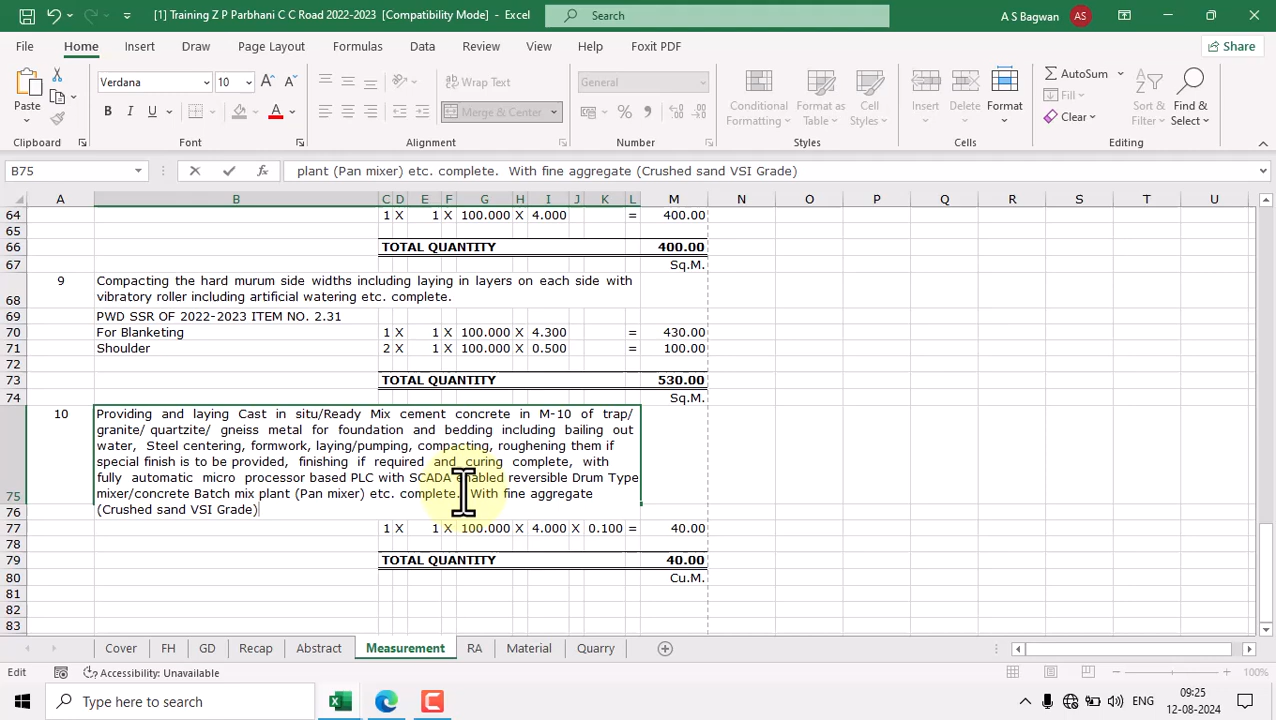 [1] Training Z P Parbhani C C Road 2022-2023 [Compatibility Mode] - Excel
Search
A S Bagwan
AS
File Home Insert Draw Page Layout Formulas Data Review View Help Foxit PDF
Share
Paste
Clipboard
Verdana 10
B I U
Font
Wrap Text
Merge & Center
Alignment
General
Number
Conditional Formatting
Format as Table
Cell Styles
Styles
Insert Delete Format
Cells
AutoSum
Fill
Clear
Sort & Filter
Find & Select
Editing
B75
plant (Pan mixer) etc. complete.  With fine aggregate (Crushed sand VSI Grade)
A B C D E F G H I J K L M N O P Q R S T U
64 1 X 1 X 100.000 X 4.000 = 400.00
65
66 TOTAL QUANTITY 400.00
67 Sq.M.
9 Compacting the hard murum side widths including laying in layers on each side with
68 vibratory roller including artificial watering etc. complete.
69 PWD SSR OF 2022-2023 ITEM NO. 2.31
70 For Blanketing 1 X 1 X 100.000 X 4.300 = 430.00
71 Shoulder 2 X 1 X 100.000 X 0.500 = 100.00
72
73 TOTAL QUANTITY 530.00
74 Sq.M.
10 Providing and laying Cast in situ/Ready Mix cement concrete in M-10 of trap/
granite/ quartzite/ gneiss metal for foundation and bedding including bailing out
water, Steel centering, formwork, laying/pumping, compacting, roughening them if
special finish is to be provided, finishing if required and curing complete, with
fully automatic micro processor based PLC with SCADA enabled reversible Drum Type
75 mixer/concrete Batch mix plant (Pan mixer) etc. complete. With fine aggregate
76 (Crushed sand VSI Grade)
77 1 X 1 X 100.000 X 4.000 X 0.100 = 40.00
78
79 TOTAL QUANTITY 40.00
80 Cu.M.
81
82
83
Cover FH GD Recap Abstract Measurement RA Material Quarry
Edit
Accessibility: Unavailable
100%
Type here to search
ENG
09:25
12-08-2024